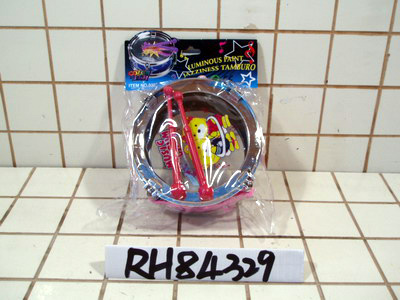 LUMINOUS PAINT
JAZZINESS TAMBURO
ITEM NO.
RH84329